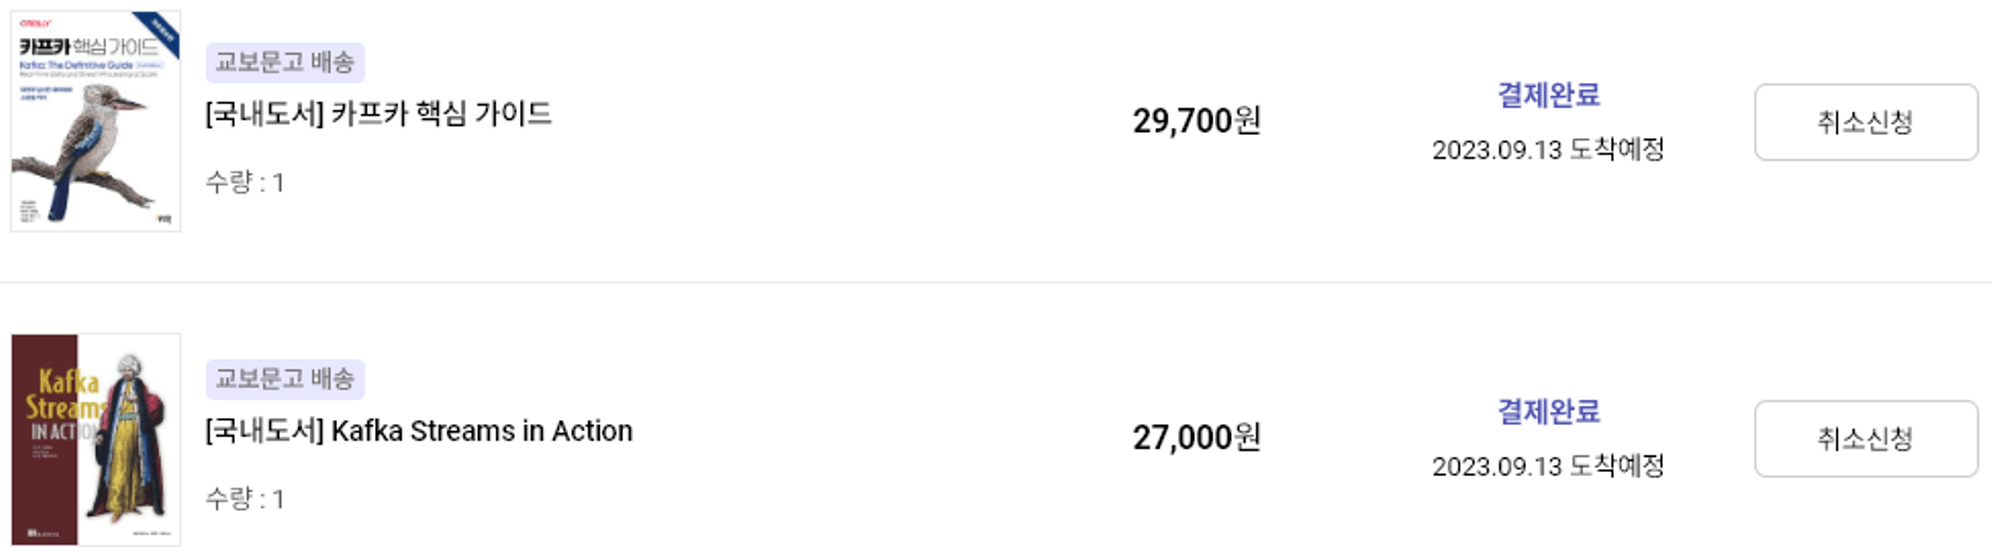 O'REILLY
카프카 핵심 가이드
Kafka: The Definitive Guide
교보문고 배송
[국내도서] 카프카 핵심 가이드
수량 : 1
29,700원
결제완료
2023.09.13 도착예정
취소신청
Kafka
Streams
IN ACTION
교보문고 배송
[국내도서] Kafka Streams in Action
수량 : 1
27,000원
결제완료
2023.09.13 도착예정
취소신청